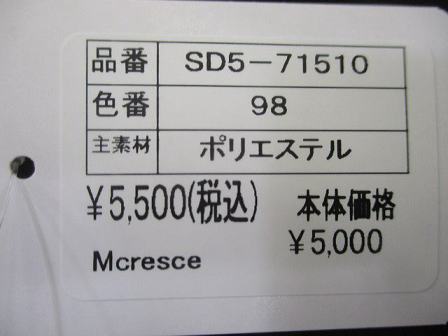 品番 SD5-71510
色番 98
主素材 ポリエステル
¥5,500(税込) 本体価格
¥5,000
Mcresce